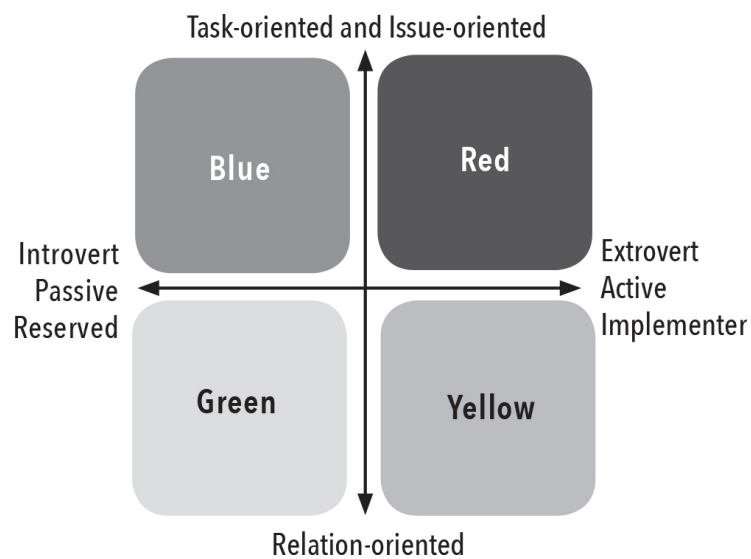 Task-oriented and Issue-oriented
Blue
Red
Introvert
Passive
Reserved
Extrovert
Active
Implementer
Green
Yellow
Relation-oriented